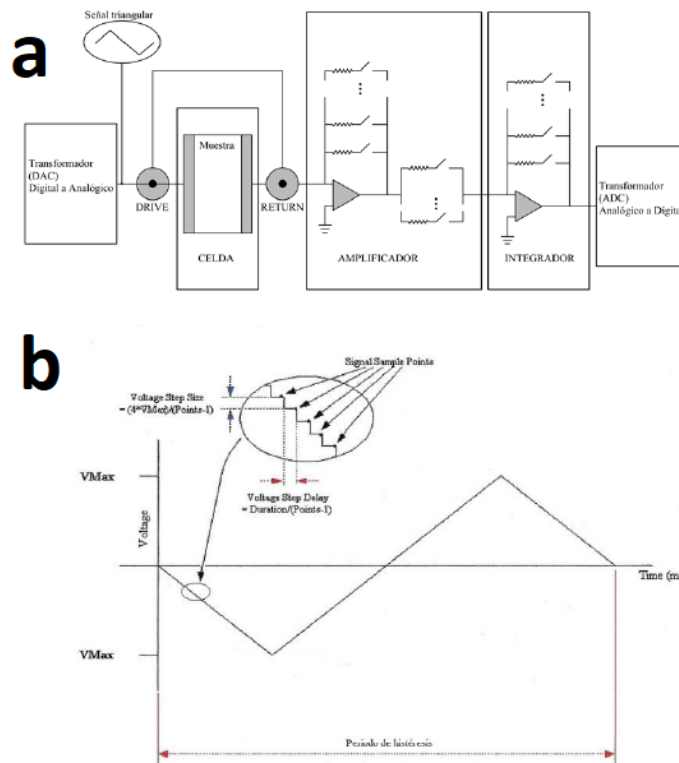 a
Señal triangular
Transformador
(DAC)
Digital a Analógico
DRIVE
Muestra
CELDA
RETURN
AMPLIFICADOR
INTEGRADOR
Transformador
(ADC)
Analógico a Digita
b
Signal Sample Points
Voltage Step Size
= (4*VMax)/(Points-1)
Voltage Step Delay
= Duration/(Points-1)
VMax
Voltage
Time (m
VMax
Periodo de histéresis